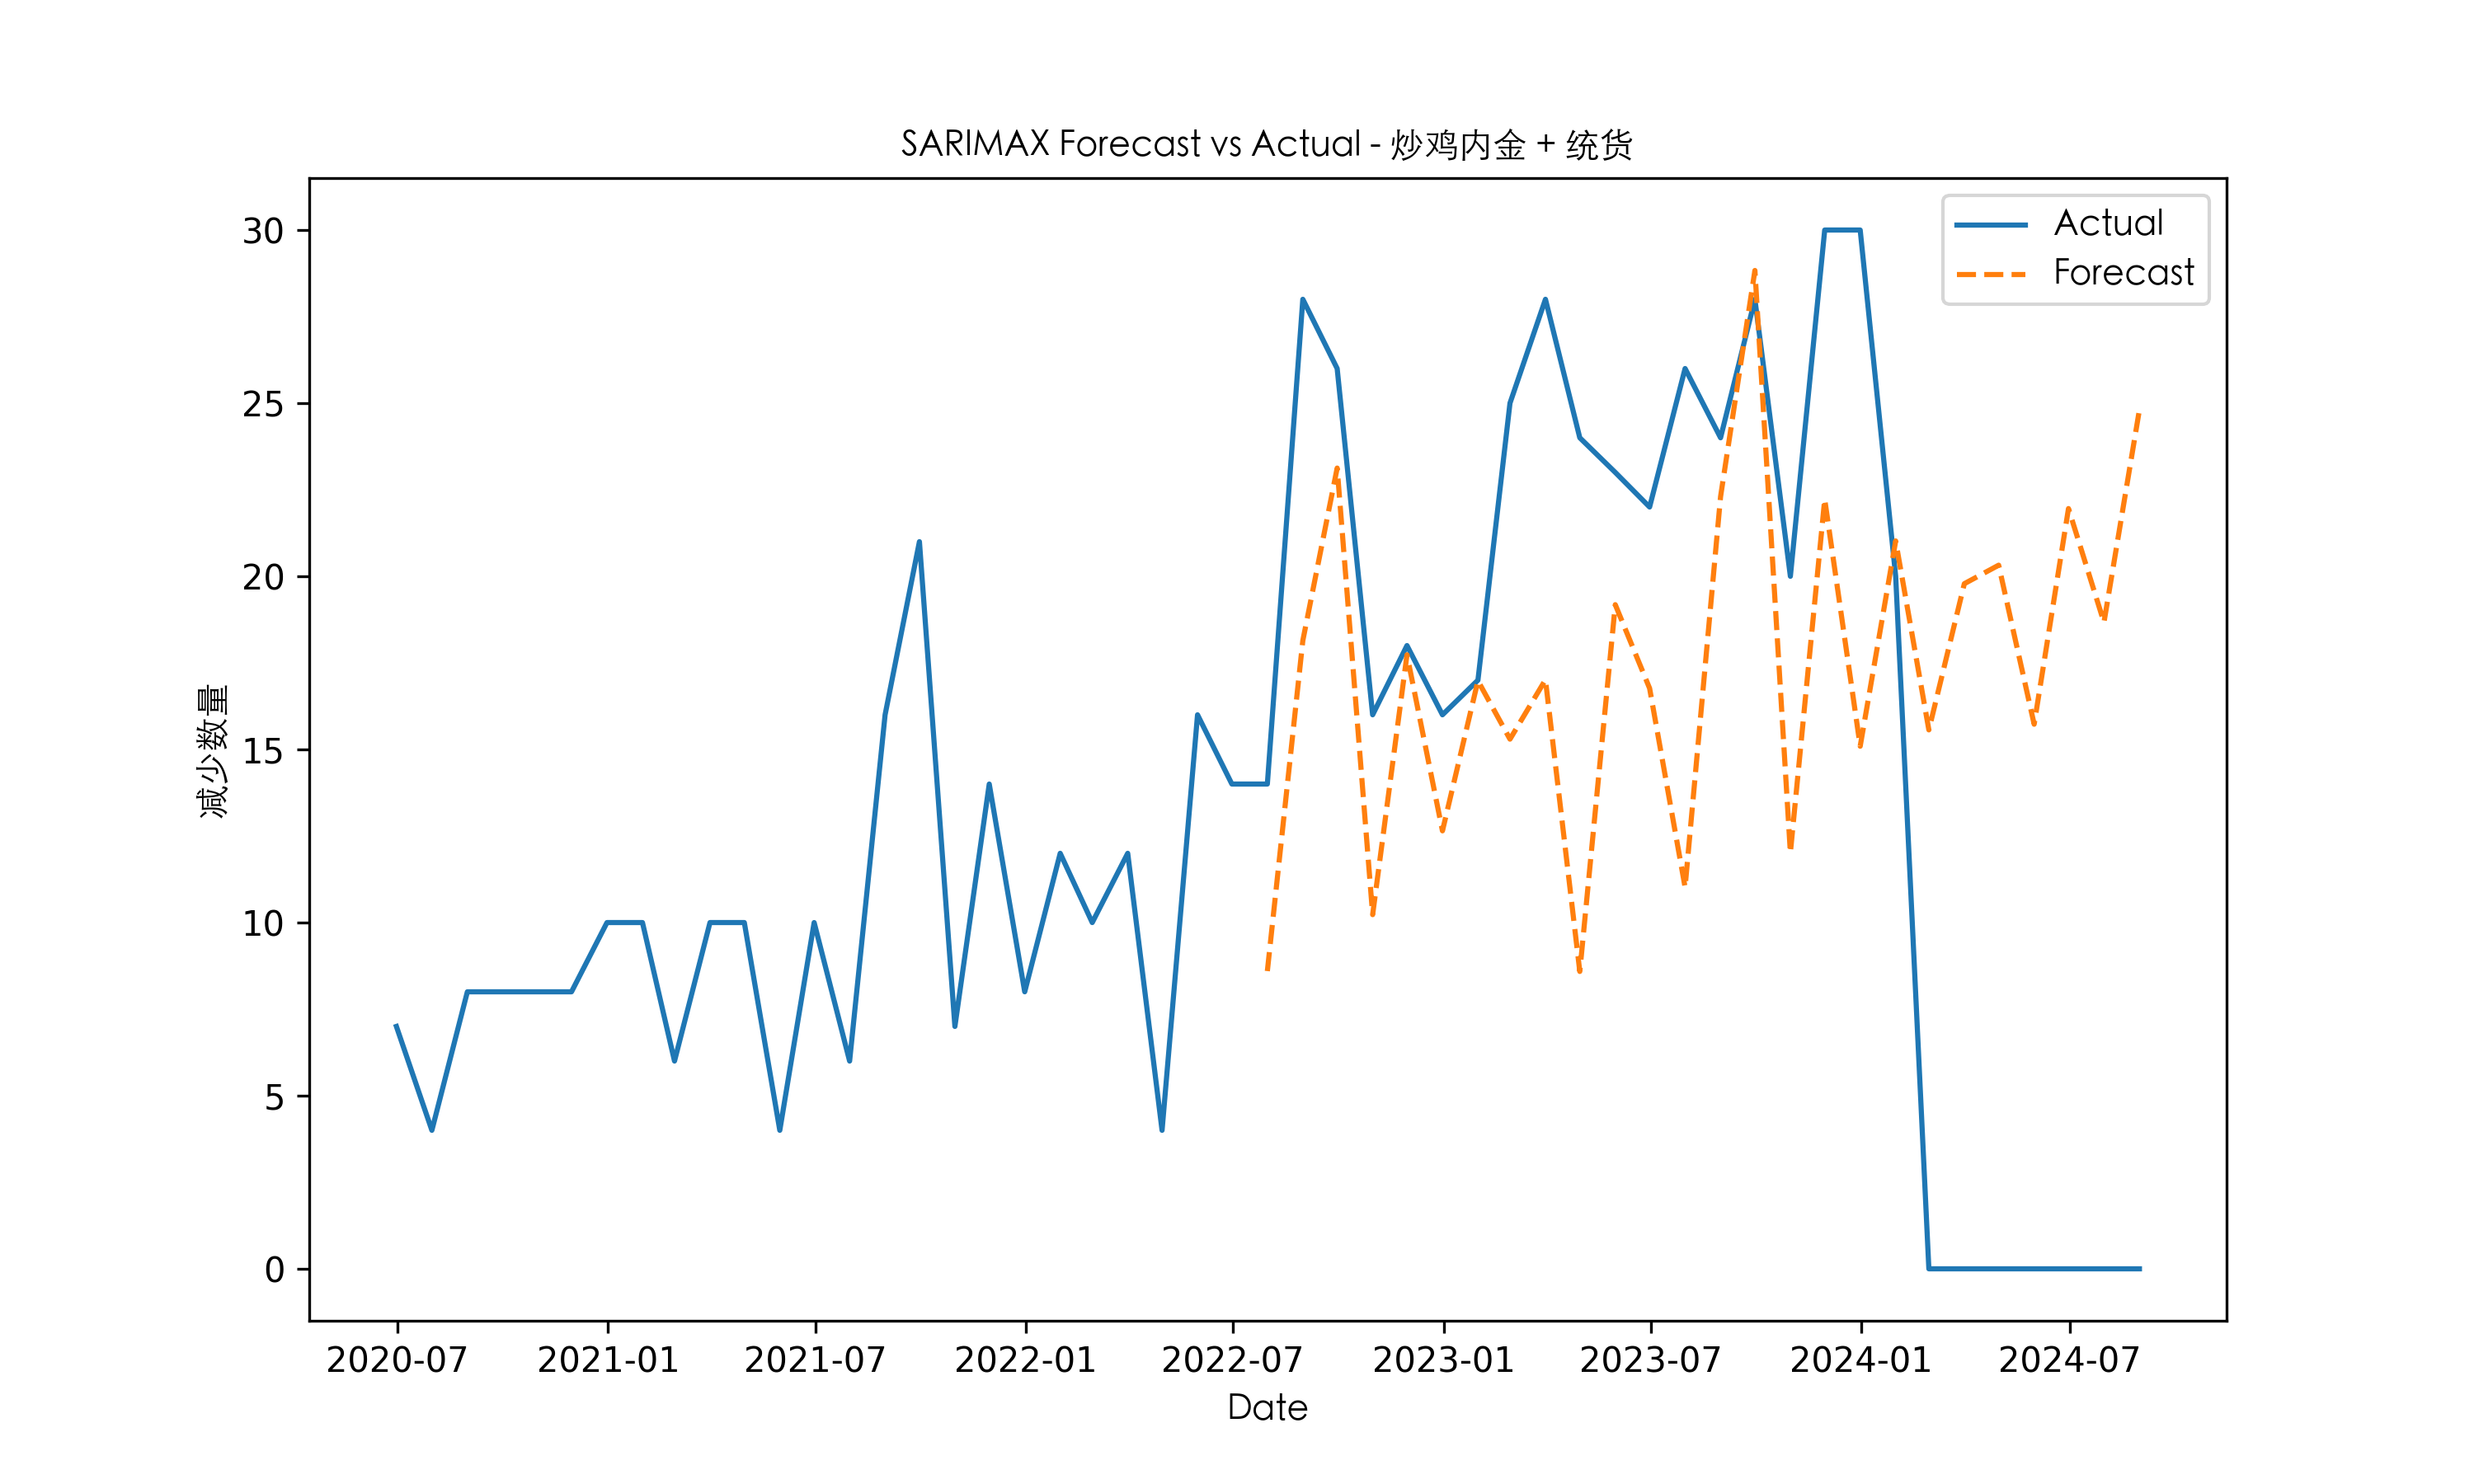 SARIMAX Forecast vs Actual - 炒鸡内金 + 统货
Actual
Forecast
减少数量
30
25
20
15
10
5
0
2020-07 2021-01 2021-07 2022-01 2022-07 2023-01 2023-07 2024-01 2024-07
Date